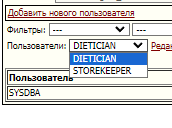 Добавить нового пользователя
Фильтры: --- ---
Пользователи: DIETICIAN
DIETICIAN
STOREKEEPER
Пользователь
SYSDBA